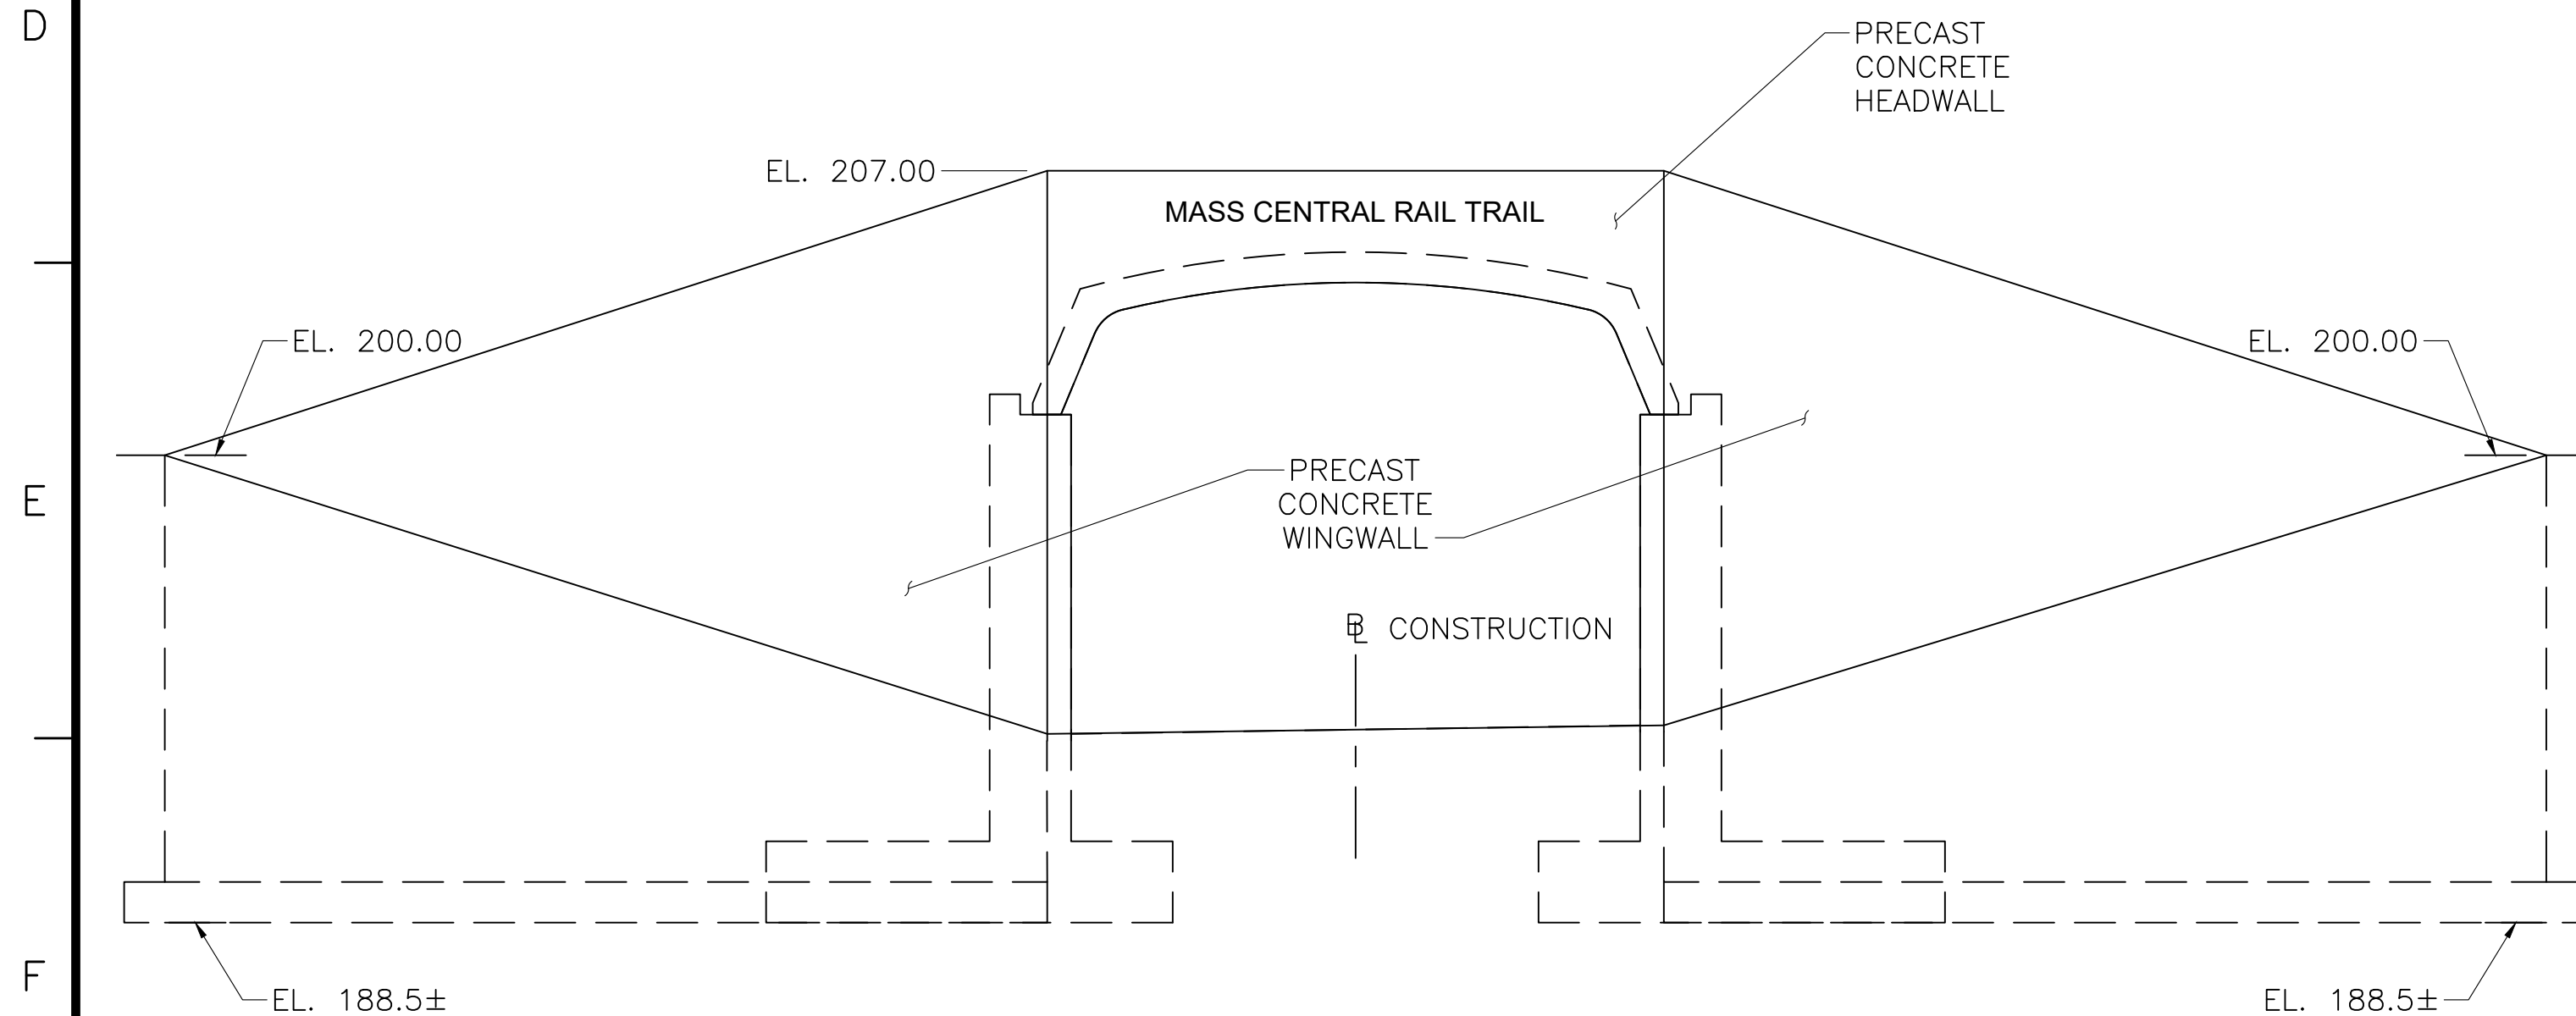 D
PRECAST
CONCRETE
HEADWALL
EL. 207.00
MASS CENTRAL RAIL TRAIL
EL. 200.00
EL. 200.00
E
PRECAST
CONCRETE
WINGWALL
BL CONSTRUCTION
F
EL. 188.5±
EL. 188.5±